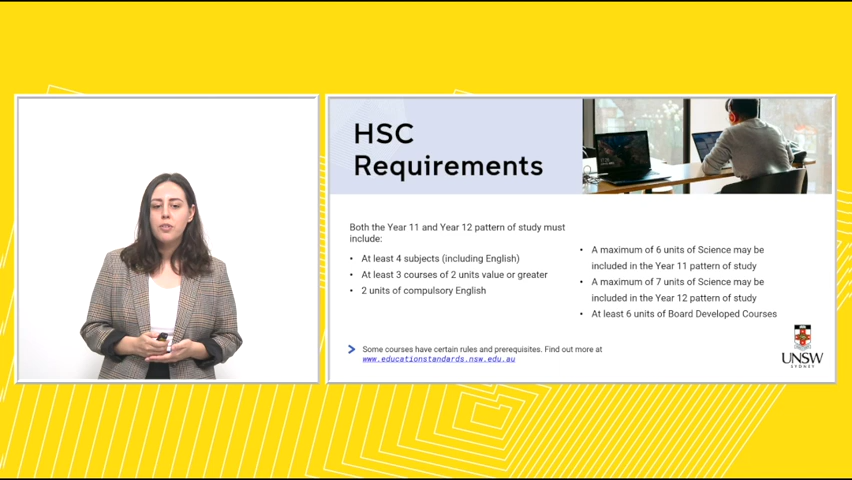 HSC
Requirements
Both the Year 11 and Year 12 pattern of study must
include:
• At least 4 subjects (including English)
• At least 3 courses of 2 units value or greater
• 2 units of compulsory English
• A maximum of 6 units of Science may be
included in the Year 11 pattern of study
• A maximum of 7 units of Science may be
included in the Year 12 pattern of study
• At least 6 units of Board Developed Courses
Some courses have certain rules and prerequisites. Find out more at
www.educationstandards.nsw.edu.au
UNSW
SYDNEY